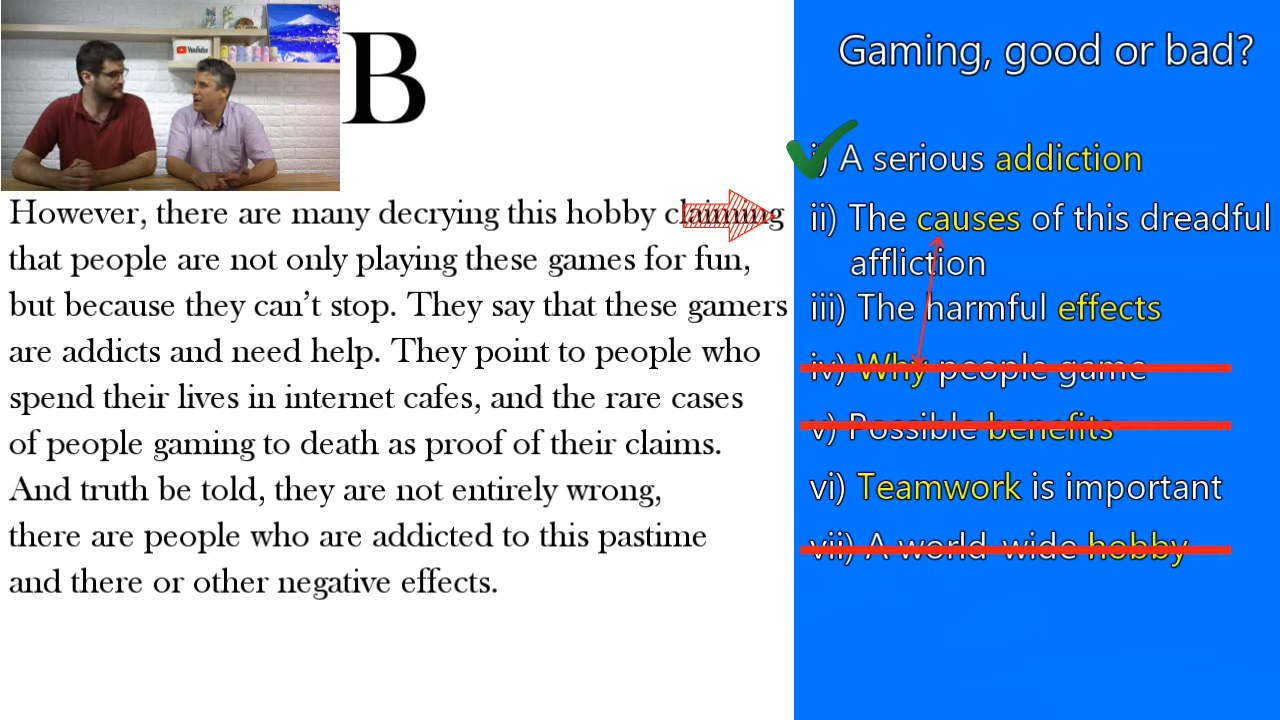 YouTube
B
However, there are many decrying this hobby claiming
that people are not only playing these games for fun,
but because they can't stop. They say that these gamers
are addicts and need help. They point to people who
spend their lives in internet cafes, and the rare cases
of people gaming to death as proof of their claims.
And truth be told, they are not entirely wrong,
there are people who are addicted to this pastime
and there or other negative effects.
Gaming, good or bad?
i) A serious addiction
ii) The causes of this dreadful
affliction
iii) The harmful effects
iv) Why people game
v) Possible benefits
vi) Teamwork is important
vii) A world-wide hobby